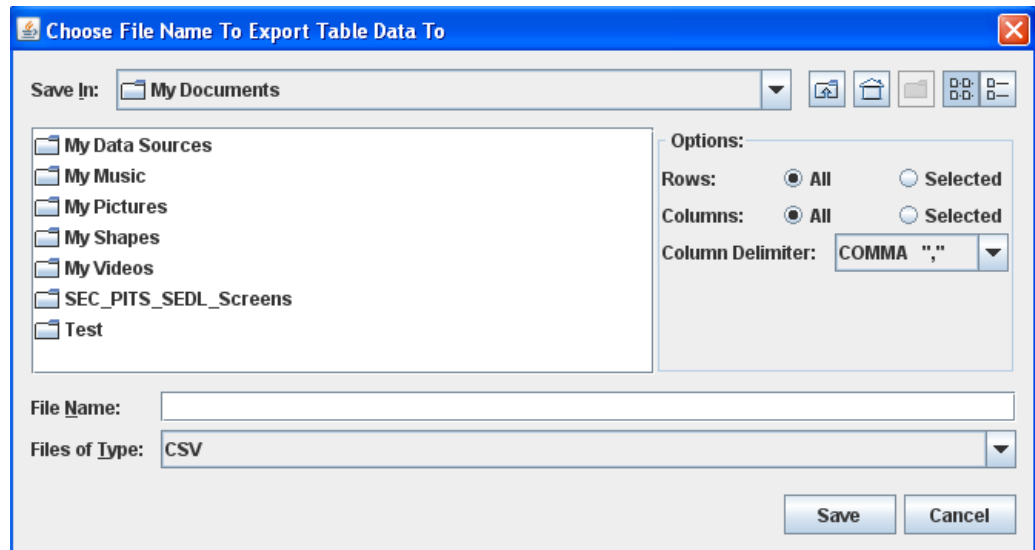 Choose File Name To Export Table Data To
Save In: My Documents
My Data Sources
My Music
My Pictures
My Shapes
My Videos
SEC_PITS_SEDL_Screens
Test
Options:
Rows: All Selected
Columns: All Selected
Column Delimiter: COMMA ","
File Name:
Files of Type: CSV
Save Cancel